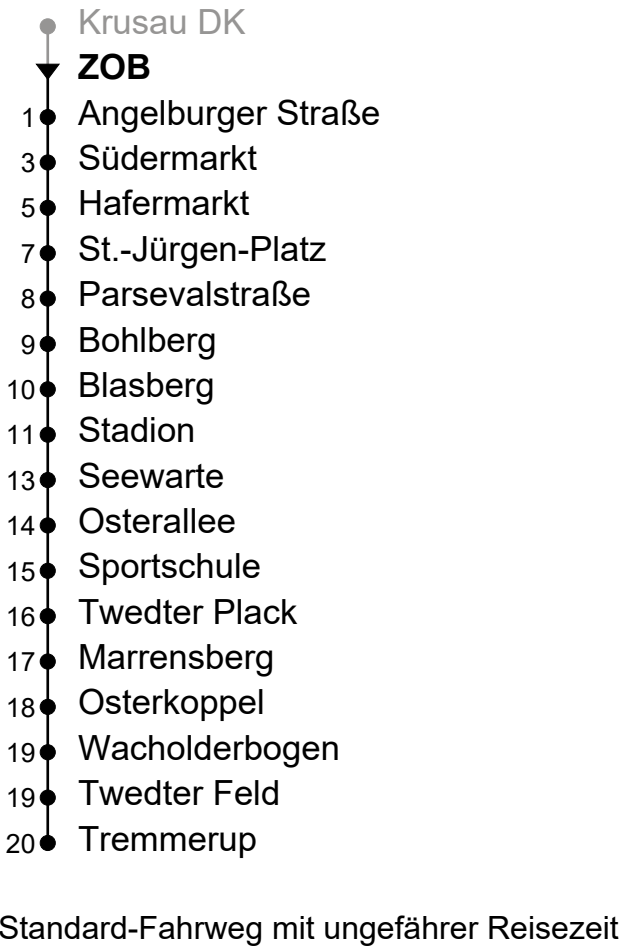 Krusau DK
ZOB
1 Angelburger Straße
3 Südermarkt
5 Hafermarkt
7 St.-Jürgen-Platz
8 Parsevalstraße
9 Bohlberg
10 Blasberg
11 Stadion
13 Seewarte
14 Osterallee
15 Sportschule
16 Twedter Plack
17 Marrensberg
18 Osterkoppel
19 Wacholderbogen
19 Twedter Feld
20 Tremmerup
Standard-Fahrweg mit ungefährer Reisezeit